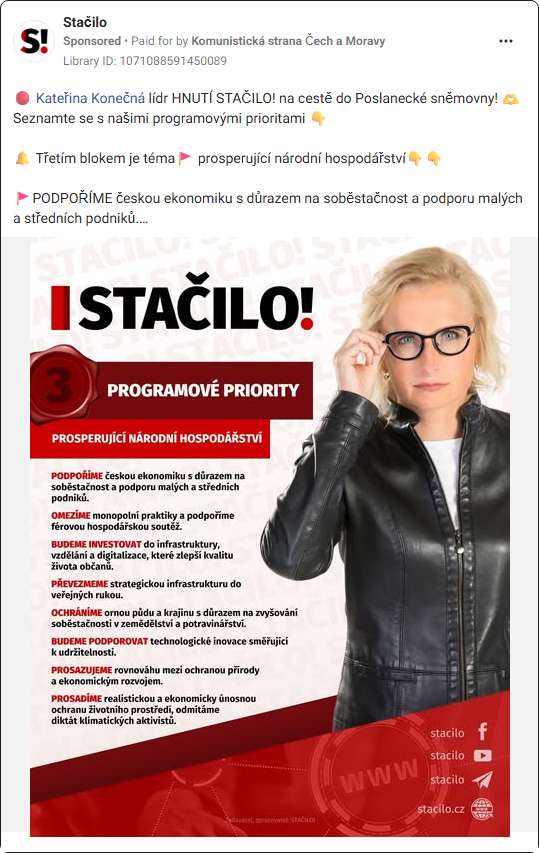 S!
Stačilo
Sponsored • Paid for by Komunistická strana Čech a Moravy
Library ID: 1071088591450089
Kateřina Konečná lídr HNUTÍ STAČILO! na cestě do Poslanecké sněmovny!
Seznamte se s našimi programovými prioritami
Třetím blokem je téma prosperující národní hospodářství
PODPOŘÍME českou ekonomiku s důrazem na soběstačnost a podporu malých
a středních podniků....
STAČILO!
3
PROGRAMOVÉ PRIORITY
PROSPERUJÍCÍ NÁRODNÍ HOSPODÁŘSTVÍ
PODPOŘÍME českou ekonomiku s důrazem na
soběstačnost a podporu malých a středních
podniků.
OMEZÍME monopolní praktiky a podpoříme
férovou hospodářskou soutěž.
BUDEME INVESTOVAT do infrastruktury,
vzdělání a digitalizace, které zlepší kvalitu
života občanů.
PŘEVEZMEME strategickou infrastrukturu do
veřejných rukou.
OCHRÁNÍME ornou půdu a krajinu s důrazem na zvyšování
soběstačnosti v zemědělství a potravinářství.
BUDEME PODPOROVAT technologické inovace směřující
k udržitelnosti.
PROSAZUJEME rovnováhu mezi ochranou přírody
a ekonomickým rozvojem.
PROSADÍME realistickou a ekonomicky únosnou
ochranu životního prostředí, odmítáme
diktát klimatických aktivistů.
stacilo
stacilo
stacilo
stacilo.cz
www
Zadavatel, zpracovatel: STAČILO!